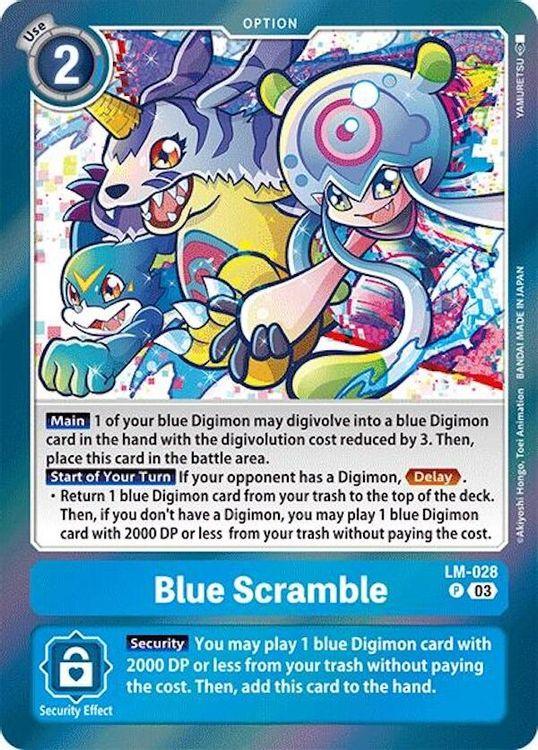 OPTION
Use
2
YAMURETSU
©Akiyoshi Hongo, Toei Animation BANDAI MADE IN JAPAN
Main 1 of your blue Digimon may digivolve into a blue Digimon
card in the hand with the digivolution cost reduced by 3. Then,
place this card in the battle area.
Start of Your Turn If your opponent has a Digimon, Delay.
・Return 1 blue Digimon card from your trash to the top of the deck.
Then, if you don't have a Digimon, you may play 1 blue Digimon
card with 2000 DP or less from your trash without paying the cost.
LM-028
Blue Scramble
P 03
Security You may play 1 blue Digimon card with
2000 DP or less from your trash without paying
the cost. Then, add this card to the hand.
Security Effect